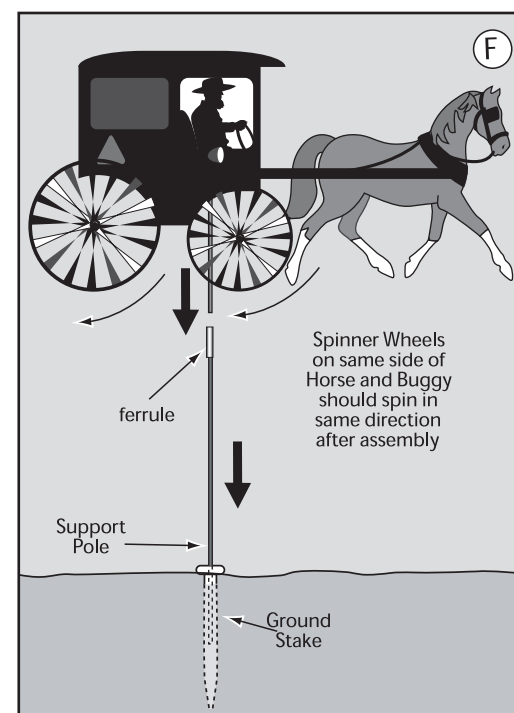 F
Spinner Wheels
on same side of
Horse and Buggy
should spin in
same direction
after assembly
ferrule
Support
Pole
Ground
Stake